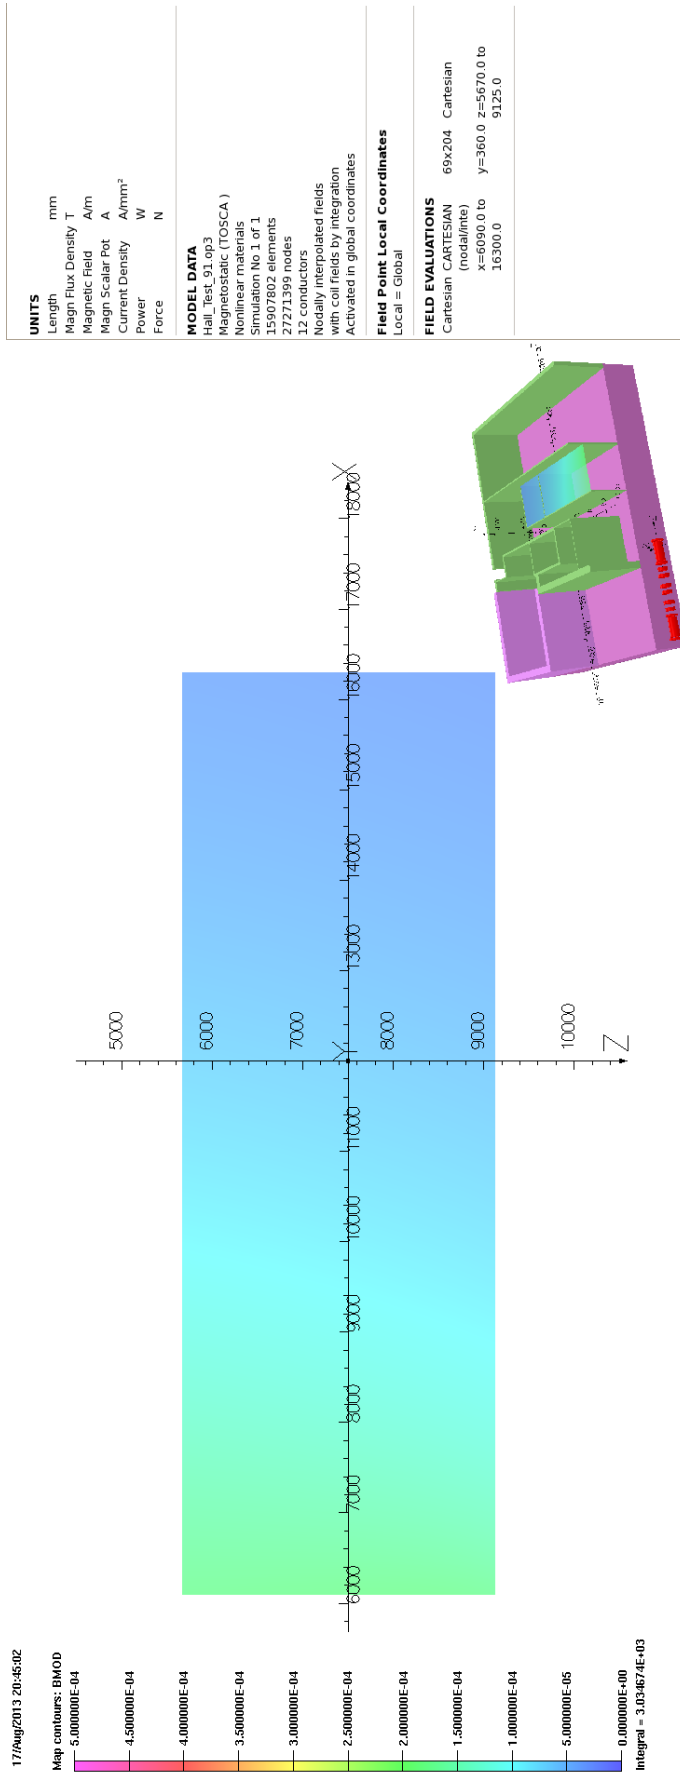 17/Aug/2013 20:45:02
Map contours: BMOD
5.000000E-04
4.500000E-04
4.000000E-04
3.500000E-04
3.000000E-04
2.500000E-04
2.000000E-04
1.500000E-04
1.000000E-04
5.000000E-05
0.000000E+00
Integral = 3.034674E+03
5000
6000
7000
8000
9000
10000
Z
Y
6000
7000
8000
9000
10000
11000
13000
14000
15000
16000
17000
18000
X
UNITS
Length mm
Magn Flux Density T
Magnetic Field A/m
Magn Scalar Pot A
Current Density A/mm²
Power W
Force N
MODEL DATA
Hall_Test_91.op3
Magnetostatic (TOSCA )
Nonlinear materials
Simulation No 1 of 1
15907802 elements
27271399 nodes
12 conductors
Nodally interpolated fields
with coil fields by integration
Activated in global coordinates
Field Point Local Coordinates
Local = Global
FIELD EVALUATIONS
Cartesian CARTESIAN 69x204 Cartesian
(nodal/inte)
x=6090.0 to y=360.0 z=5670.0 to
16300.0 9125.0